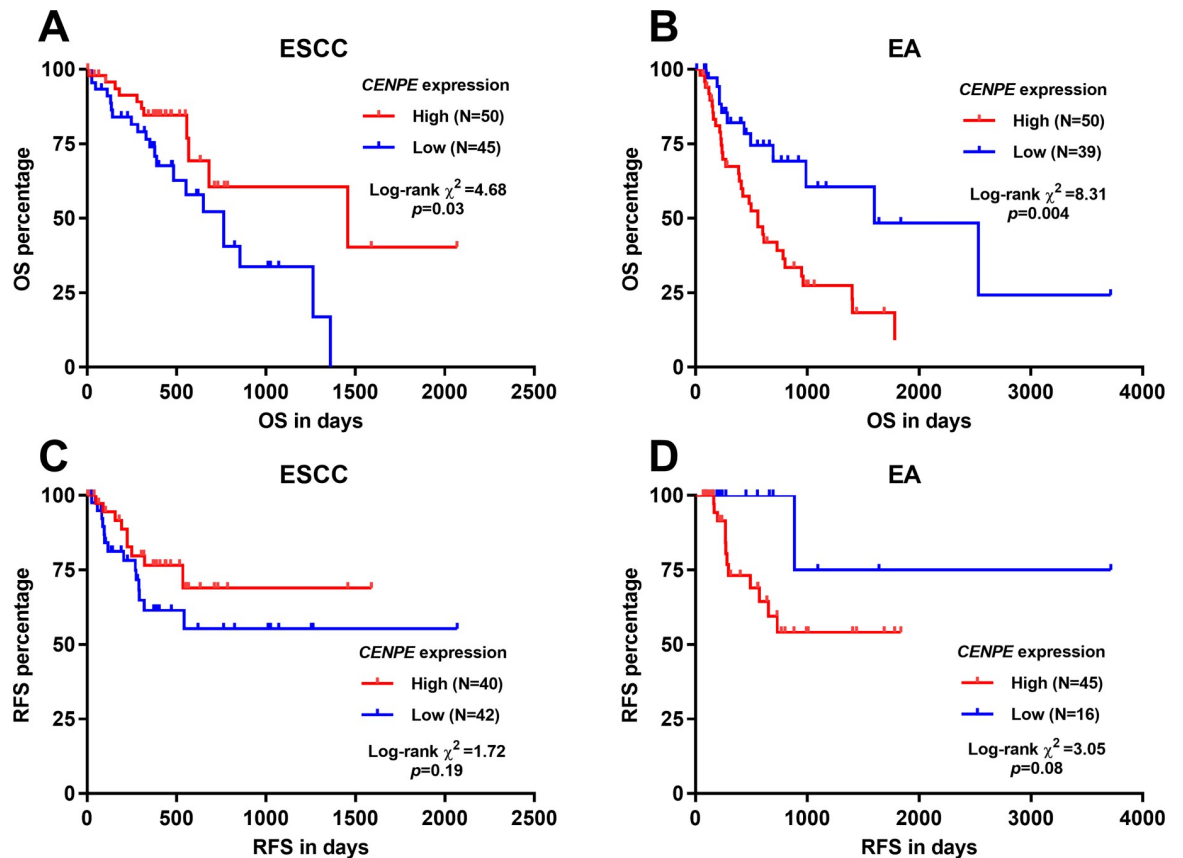 A
ESCC
100
75
50
25
0
OS percentage
CENPE expression
High (N=50)
Low (N=45)
Log-rank χ² =4.68
p=0.03
0 500 1000 1500 2000 2500
OS in days
B
EA
100
75
50
25
0
OS percentage
CENPE expression
High (N=50)
Low (N=39)
Log-rank χ² =8.31
p=0.004
0 1000 2000 3000 4000
OS in days
C
ESCC
100
75
50
25
0
RFS percentage
CENPE expression
High (N=40)
Low (N=42)
Log-rank χ² =1.72
p=0.19
0 500 1000 1500 2000 2500
RFS in days
D
EA
100
75
50
25
0
RFS percentage
CENPE expression
High (N=45)
Low (N=16)
Log-rank χ² =3.05
p=0.08
0 1000 2000 3000 4000
RFS in days